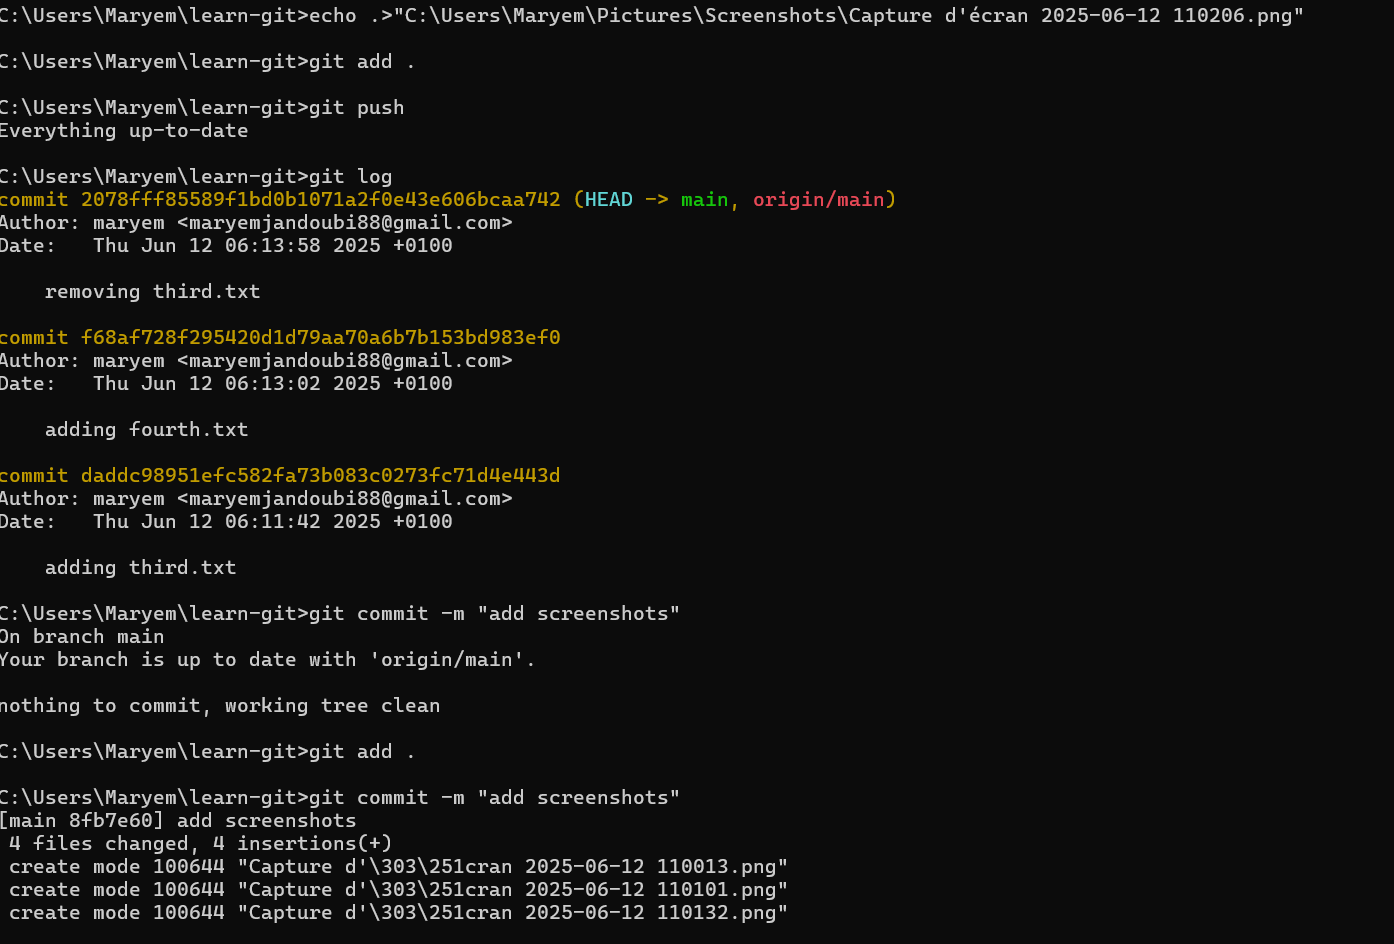 C:\Users\Maryem\learn-git>echo .>"C:\Users\Maryem\Pictures\Screenshots\Capture d'écran 2025-06-12 110206.png"
C:\Users\Maryem\learn-git>git add .
C:\Users\Maryem\learn-git>git push
Everything up-to-date
C:\Users\Maryem\learn-git>git log
commit 2078fff85589f1bd0b1071a2f0e43e606bcaa742 (HEAD -> main, origin/main)
Author: maryem <maryemjandoubi88@gmail.com>
Date:   Thu Jun 12 06:13:58 2025 +0100
    removing third.txt
commit f68af728f295420d1d79aa70a6b7b153bd983ef0
Author: maryem <maryemjandoubi88@gmail.com>
Date:   Thu Jun 12 06:13:02 2025 +0100
    adding fourth.txt
commit daddc98951efc582fa73b083c0273fc71d4e443d
Author: maryem <maryemjandoubi88@gmail.com>
Date:   Thu Jun 12 06:11:42 2025 +0100
    adding third.txt
C:\Users\Maryem\learn-git>git commit -m "add screenshots"
On branch main
Your branch is up to date with 'origin/main'.
nothing to commit, working tree clean
C:\Users\Maryem\learn-git>git add .
C:\Users\Maryem\learn-git>git commit -m "add screenshots"
[main 8fb7e60] add screenshots
 4 files changed, 4 insertions(+)
 create mode 100644 "Capture d'\303\251cran 2025-06-12 110013.png"
 create mode 100644 "Capture d'\303\251cran 2025-06-12 110101.png"
 create mode 100644 "Capture d'\303\251cran 2025-06-12 110132.png"